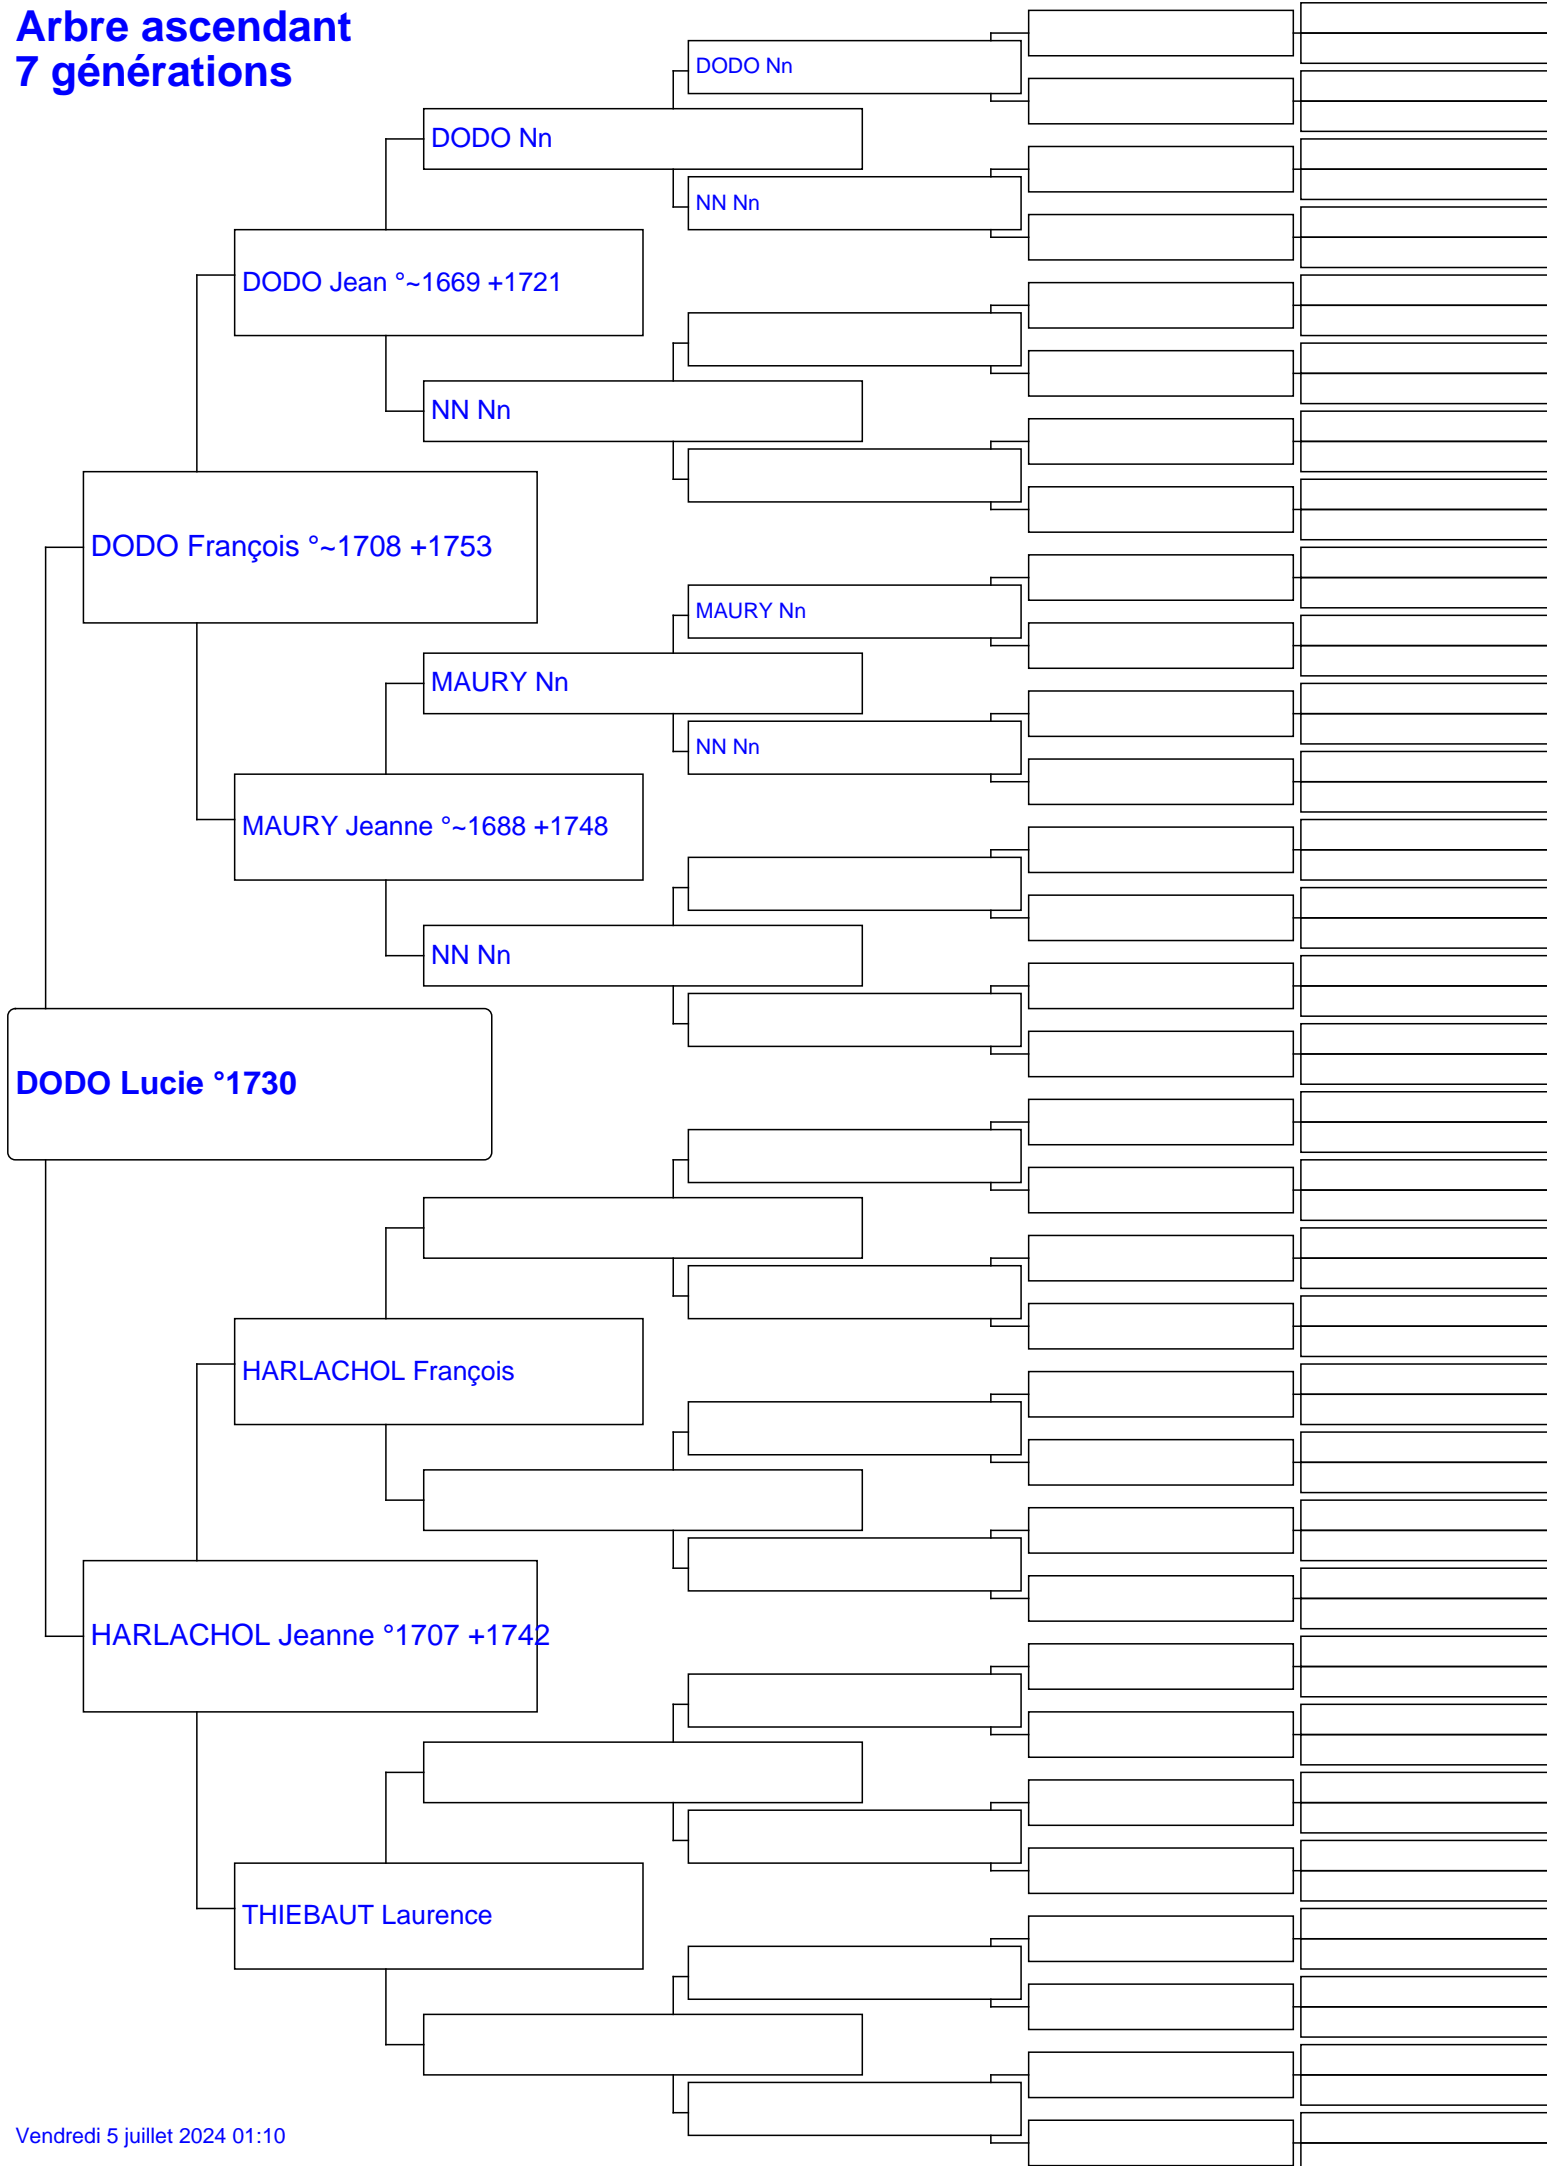 Arbre ascendant
7 générations
DODO Nn
DODO Nn
NN Nn
DODO Jean °~1669 +1721
NN Nn
DODO François °~1708 +1753
MAURY Nn
MAURY Nn
NN Nn
MAURY Jeanne °~1688 +1748
NN Nn
DODO Lucie °1730
HARLACHOL François
HARLACHOL Jeanne °1707 +1742
THIEBAUT Laurence
Vendredi 5 juillet 2024 01:10